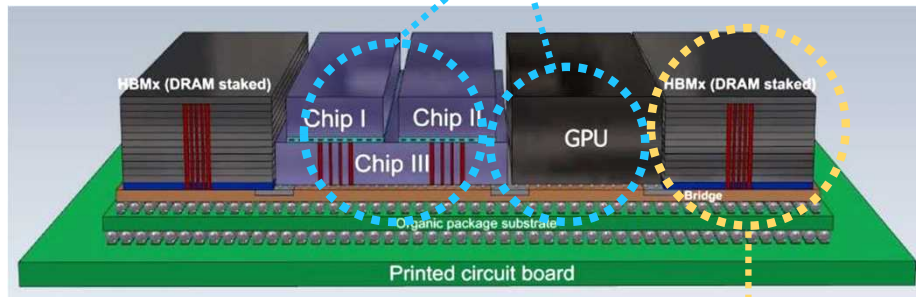 HBMx (DRAM staked)
HBMx (DRAM staked)
Chip I
Chip II
GPU
Chip III
Bridge
Organic package substrate
Printed circuit board